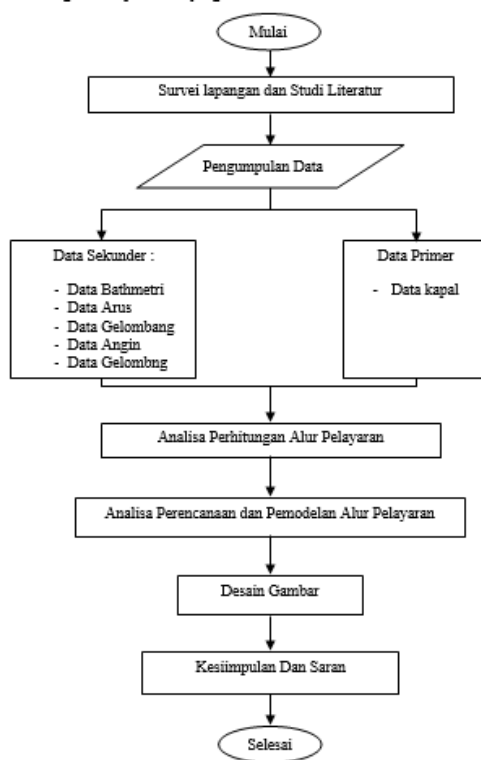 Mulai
Survei lapangan dan Studi Literatur
Pengumpulan Data
Data Sekunder :
- Data Bathmetri
- Data Arus
- Data Gelombang
- Data Angin
- Data Gelombng
Data Primer
- Data kapal
Analisa Perhitungan Alur Pelayaran
Analisa Perencanaan dan Pemodelan Alur Pelayaran
Desain Gambar
Kesiimpulan Dan Saran
Selesai